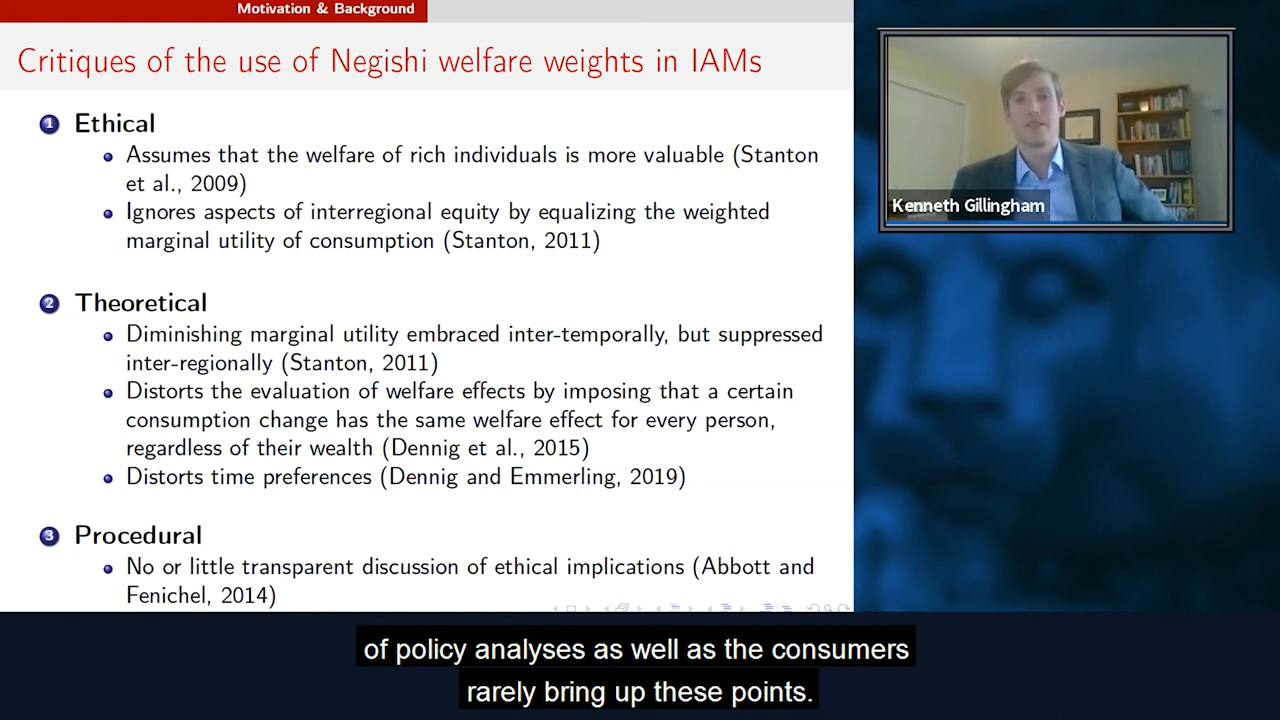 Motivation & Background
Critiques of the use of Negishi welfare weights in IAMs
1 Ethical
Assumes that the welfare of rich individuals is more valuable (Stanton
et al., 2009)
Ignores aspects of interregional equity by equalizing the weighted
marginal utility of consumption (Stanton, 2011)
2 Theoretical
Diminishing marginal utility embraced inter-temporally, but suppressed
inter-regionally (Stanton, 2011)
Distorts the evaluation of welfare effects by imposing that a certain
consumption change has the same welfare effect for every person,
regardless of their wealth (Dennig et al., 2015)
Distorts time preferences (Dennig and Emmerling, 2019)
3 Procedural
No or little transparent discussion of ethical implications (Abbott and
Fenichel, 2014)
Kenneth Gillingham
of policy analyses as well as the consumers
rarely bring up these points.